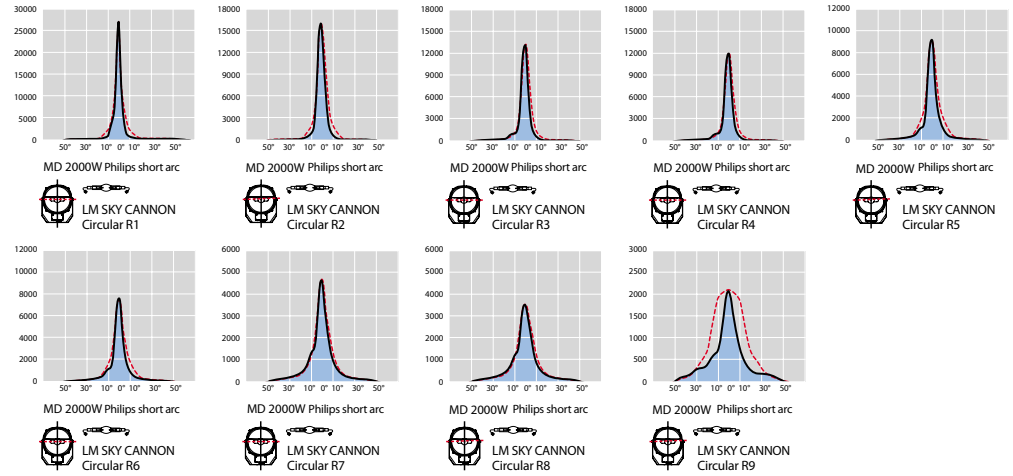 30000
25000
20000
15000
10000
5000
0
50° 30° 10° 0° 10° 30° 50°
MD 2000W Philips short arc
LM SKY CANNON
Circular R1
18000
15000
12000
9000
6000
3000
0
50° 30° 10° 0° 10° 30° 50°
MD 2000W Philips short arc
LM SKY CANNON
Circular R2
18000
15000
12000
9000
6000
3000
0
50° 30° 10° 0° 10° 30° 50°
MD 2000W Philips short arc
LM SKY CANNON
Circular R3
18000
15000
12000
9000
6000
3000
0
50° 30° 10° 0° 10° 30° 50°
MD 2000W Philips short arc
LM SKY CANNON
Circular R4
12000
10000
8000
6000
4000
2000
0
50° 30° 10° 0° 10° 30° 50°
MD 2000W Philips short arc
LM SKY CANNON
Circular R5
12000
10000
8000
6000
4000
2000
0
50° 30° 10° 0° 10° 30° 50°
MD 2000W Philips short arc
LM SKY CANNON
Circular R6
6000
5000
4000
3000
2000
1000
0
50° 30° 10° 0° 10° 30° 50°
MD 2000W Philips short arc
LM SKY CANNON
Circular R7
6000
5000
4000
3000
2000
1000
0
50° 30° 10° 0° 10° 30° 50°
MD 2000W Philips short arc
LM SKY CANNON
Circular R8
3000
2500
2000
1500
1000
500
0
50° 30° 10° 0° 10° 30° 50°
MD 2000W Philips short arc
LM SKY CANNON
Circular R9